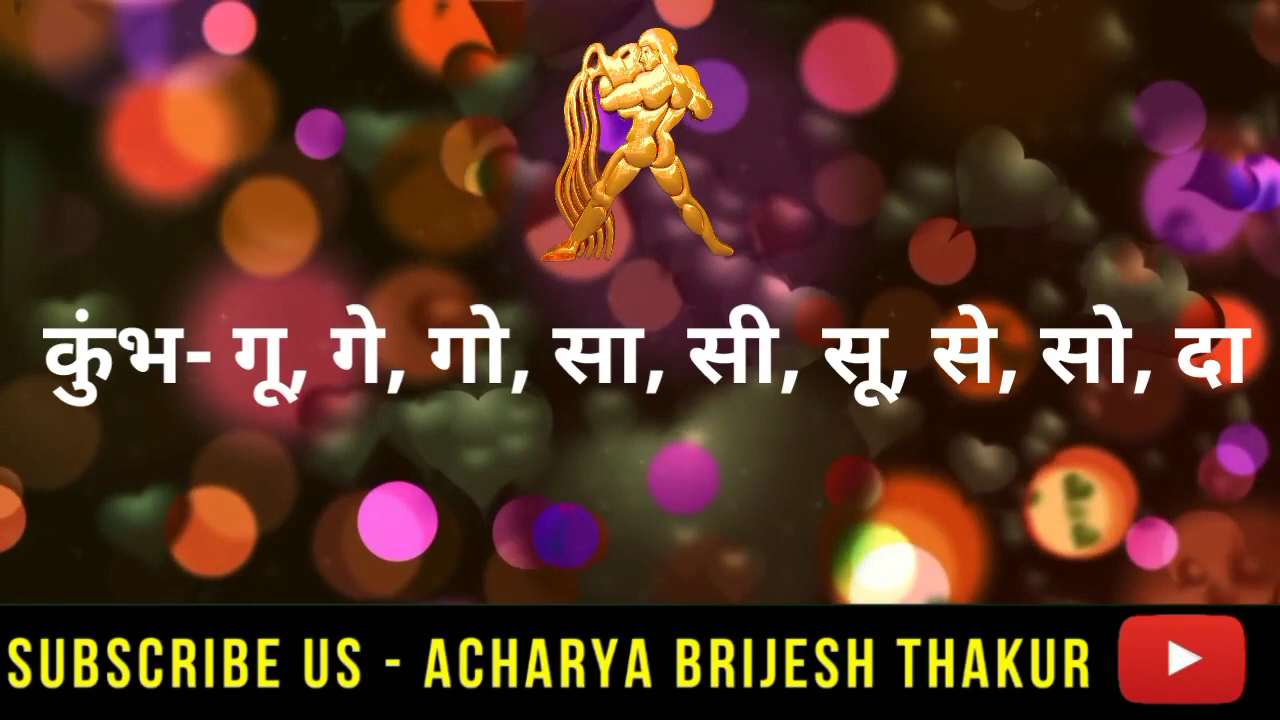 कुंभ- गू, गे, गो, सा, सी, सू, से, सो, दा
SUBSCRIBE US - ACHARYA BRIJESH THAKUR